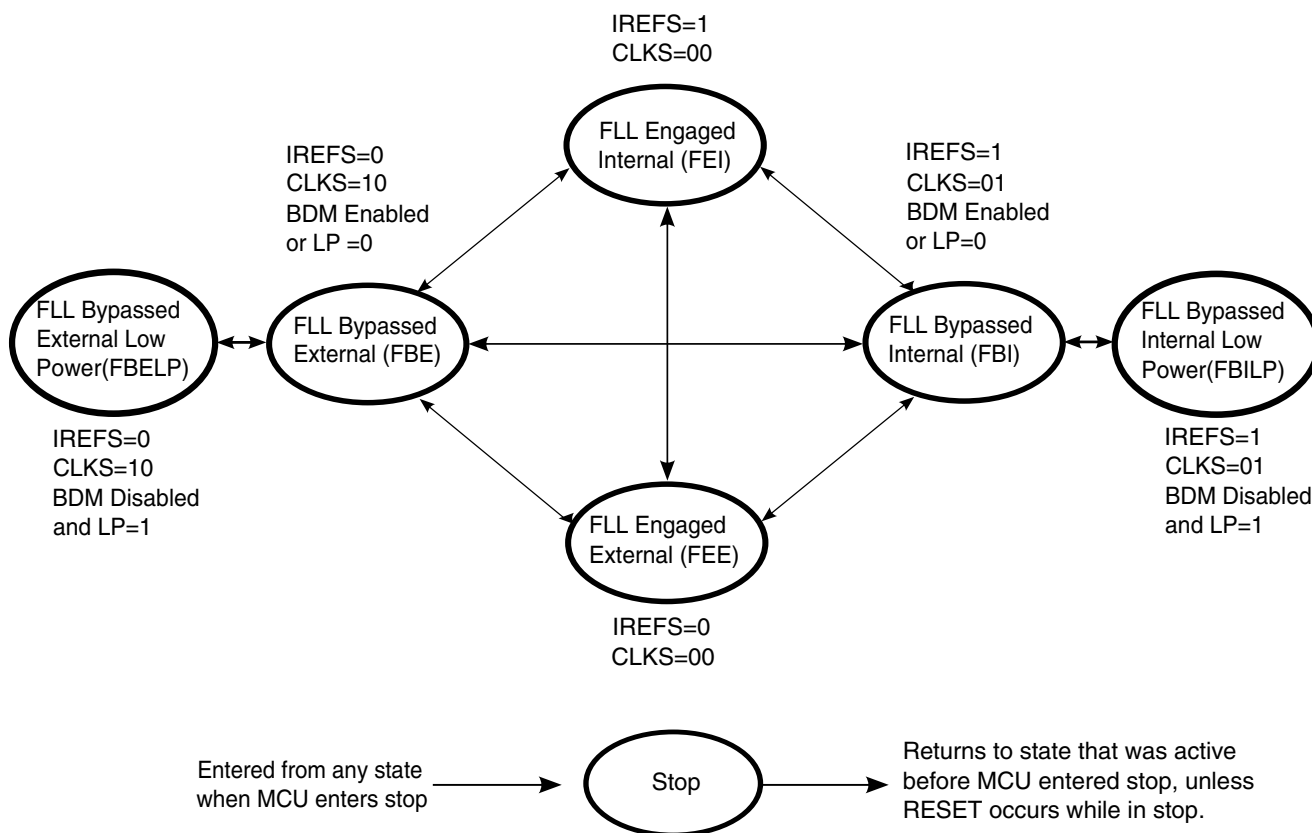 IREFS=1
CLKS=00
FLL Engaged
Internal (FEI)
IREFS=0
CLKS=10
BDM Enabled
or LP =0
IREFS=1
CLKS=01
BDM Enabled
or LP=0
FLL Bypassed
External Low
Power(FBELP)
FLL Bypassed
External (FBE)
FLL Bypassed
Internal (FBI)
FLL Bypassed
Internal Low
Power(FBILP)
IREFS=0
CLKS=10
BDM Disabled
and LP=1
FLL Engaged
External (FEE)
IREFS=1
CLKS=01
BDM Disabled
and LP=1
IREFS=0
CLKS=00
Entered from any state
when MCU enters stop
Stop
Returns to state that was active
before MCU entered stop, unless
RESET occurs while in stop.